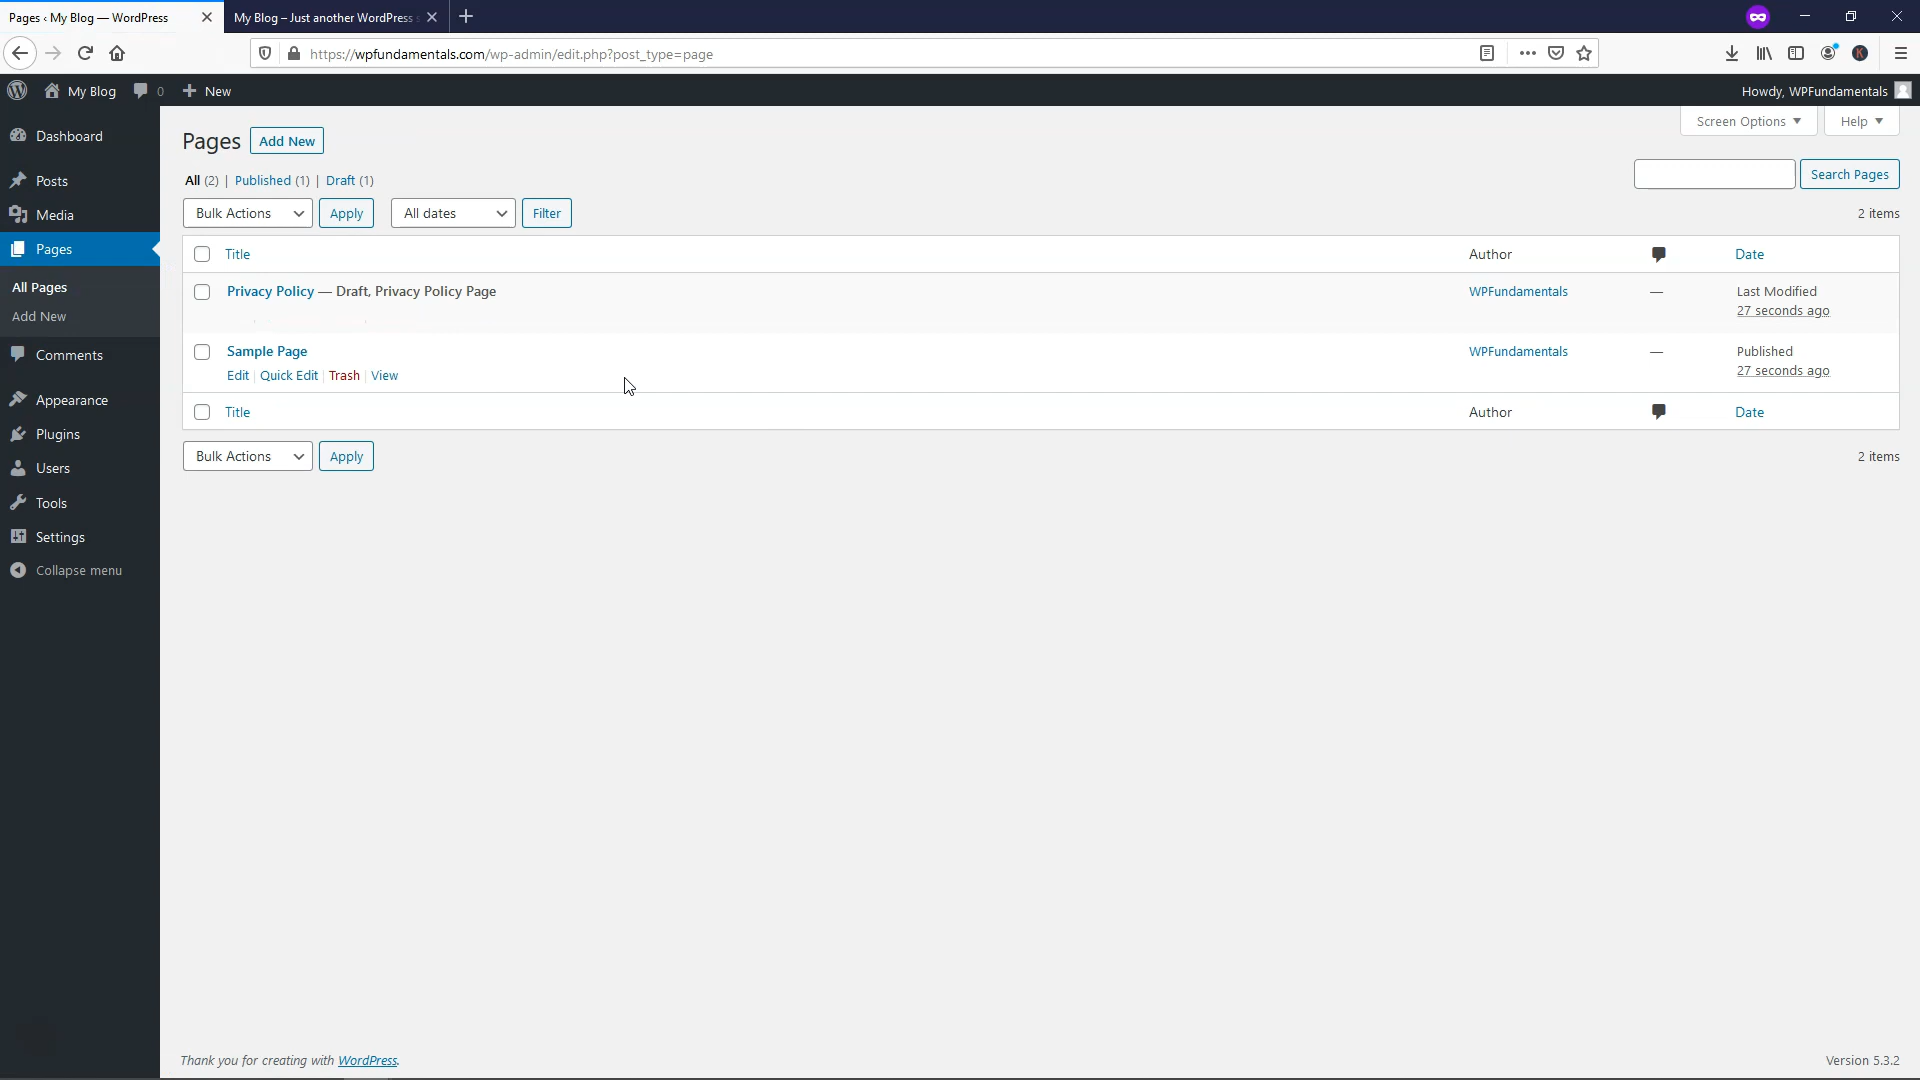 Pages ‹ My Blog — WordPress
My Blog – Just another WordPress
https://wpfundamentals.com/wp-admin/edit.php?post_type=page
My Blog 0 New
Howdy, WPFundamentals
Dashboard
Posts
Media
Pages
All Pages
Add New
Comments
Appearance
Plugins
Users
Tools
Settings
Collapse menu
Screen Options
Help
Pages Add New
All (2) | Published (1) | Draft (1)
Search Pages
Bulk Actions Apply All dates Filter
2 items
Title Author Date
Privacy Policy — Draft, Privacy Policy Page WPFundamentals — Last Modified
27 seconds ago
Sample Page WPFundamentals — Published
Edit | Quick Edit | Trash | View 27 seconds ago
Title Author Date
Bulk Actions Apply 2 items
Thank you for creating with WordPress.
Version 5.3.2